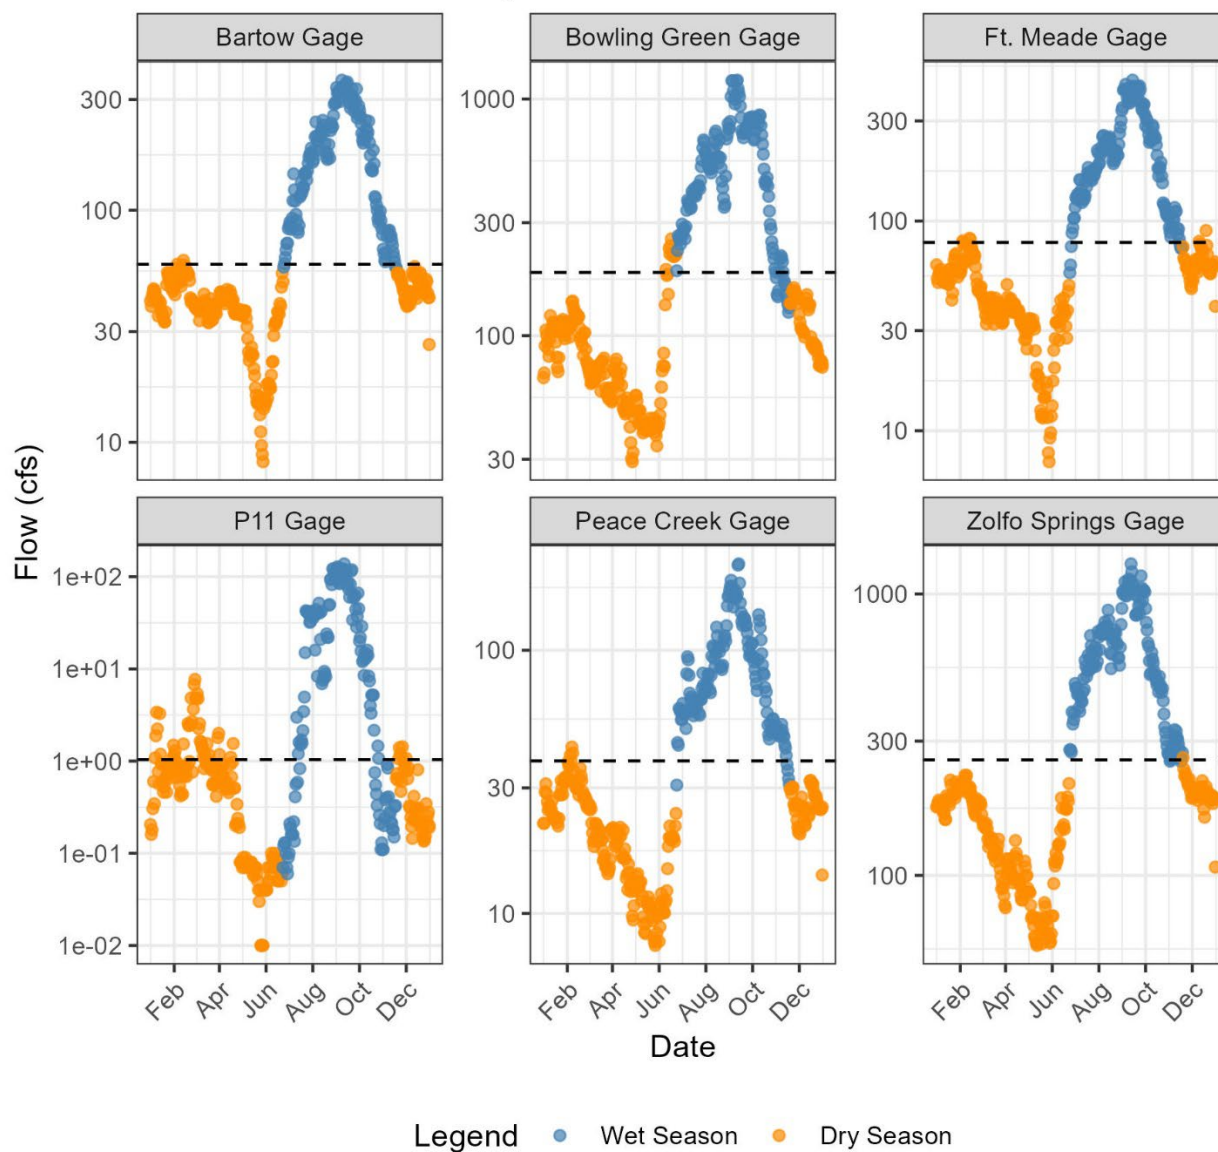 Bartow Gage
Bowling Green Gage
Ft. Meade Gage
300
100
30
10
1000
300
100
30
300
100
30
10
Flow (cfs)
P11 Gage
Peace Creek Gage
Zolfo Springs Gage
1e+02
1e+01
1e+00
1e-01
1e-02
100
30
10
1000
300
100
Feb Apr Jun Aug Oct Dec
Feb Apr Jun Aug Oct Dec
Feb Apr Jun Aug Oct Dec
Date
Legend Wet Season Dry Season